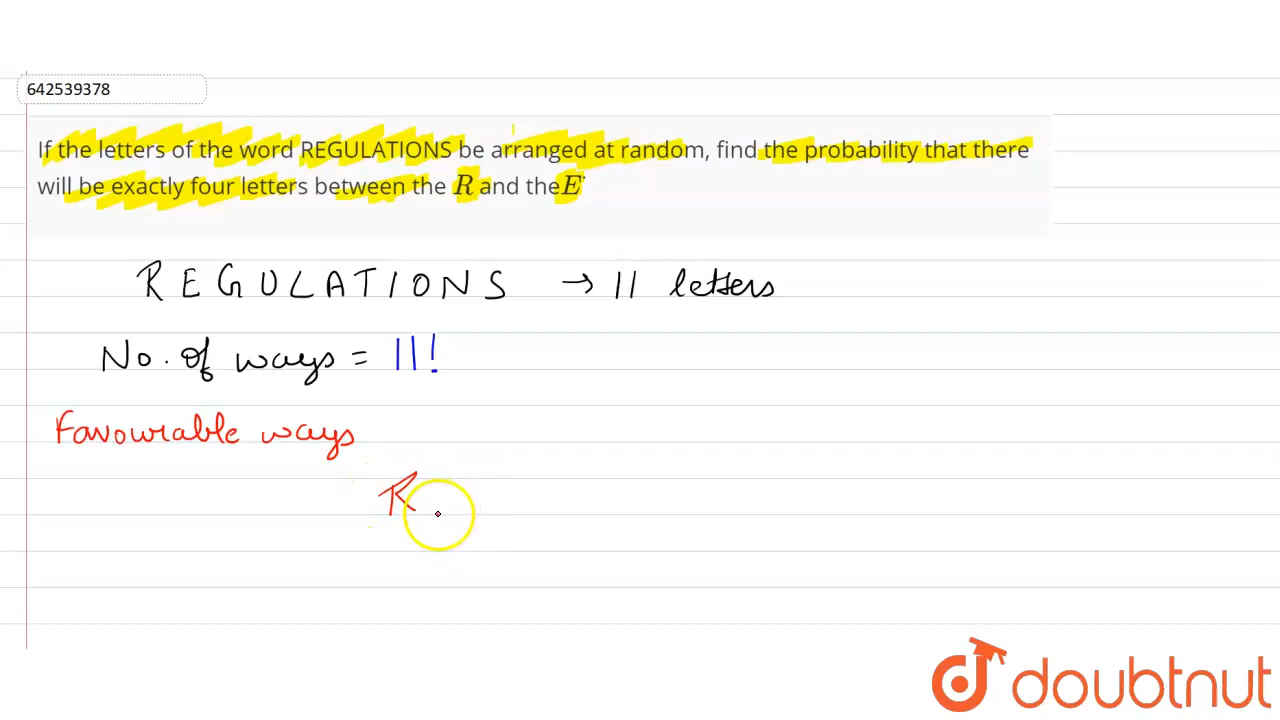 642539378
If the letters of the word REGULATIONS be arranged at random, find the probability that there
will be exactly four letters between the R and theE
R E G U L A T I O N S → 11 letters
No. of ways = 11!
Favourable ways
R
doubtnut